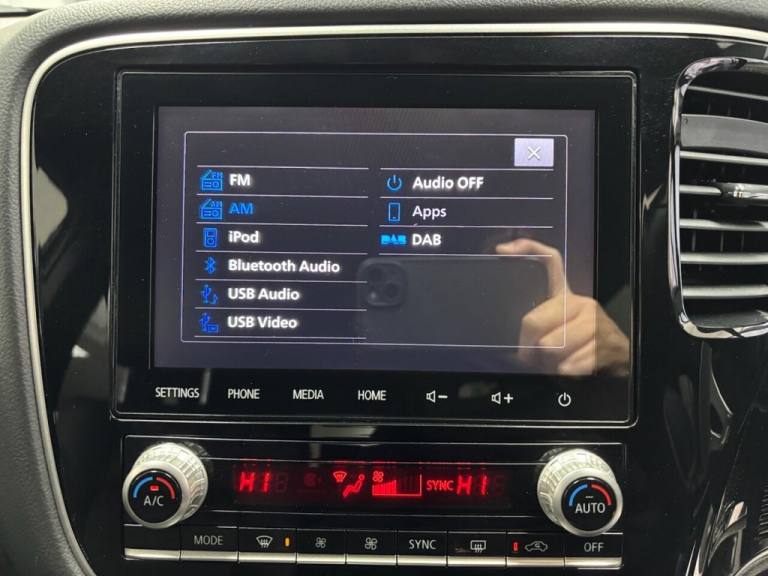 FM
Audio OFF
AM
Apps
iPod
DAB
Bluetooth Audio
USB Audio
USB Video
SETTINGS PHONE MEDIA HOME
HI SYNC HI
A/C
AUTO
MODE SYNC OFF